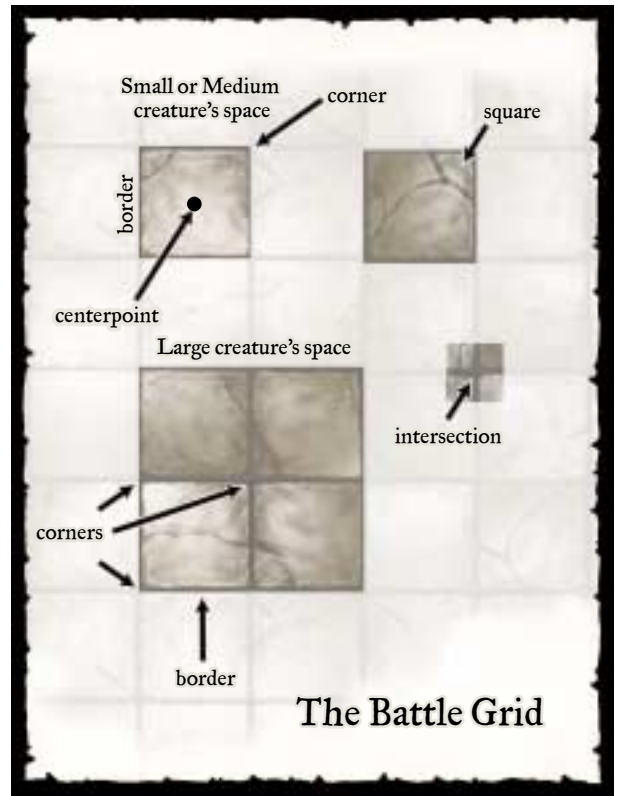 Small or Medium
creature's space
corner
square
border
centerpoint
Large creature's space
intersection
corners
border
The Battle Grid